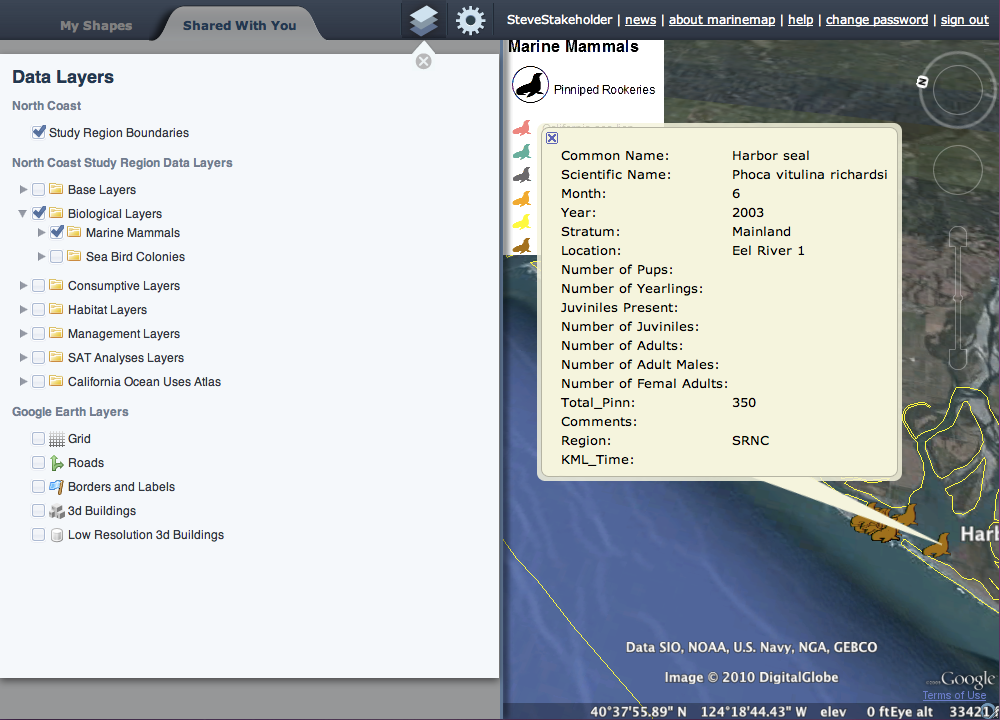 My Shapes
Shared With You
SteveStakeholder | news | about marinemap | help | change password | sign out
Data Layers
North Coast
Study Region Boundaries
North Coast Study Region Data Layers
Base Layers
Biological Layers
Marine Mammals
Sea Bird Colonies
Consumptive Layers
Habitat Layers
Management Layers
SAT Analyses Layers
California Ocean Uses Atlas
Google Earth Layers
Grid
Roads
Borders and Labels
3d Buildings
Low Resolution 3d Buildings
Marine Mammals
Pinniped Rookeries
N
Common Name: Harbor seal
Scientific Name: Phoca vitulina richardsi
Month: 6
Year: 2003
Stratum: Mainland
Location: Eel River 1
Number of Pups:
Number of Yearlings:
Juviniles Present:
Number of Juviniles:
Number of Adults:
Number of Adult Males:
Number of Femal Adults:
Total_Pinn: 350
Comments:
Region: SRNC
KML_Time:
Harb
Data SIO, NOAA, U.S. Navy, NGA, GEBCO
Image © 2010 DigitalGlobe
Google
Terms of Use
40°37'55.89" N 124°18'44.43" W elev 0 ft Eye alt 33421